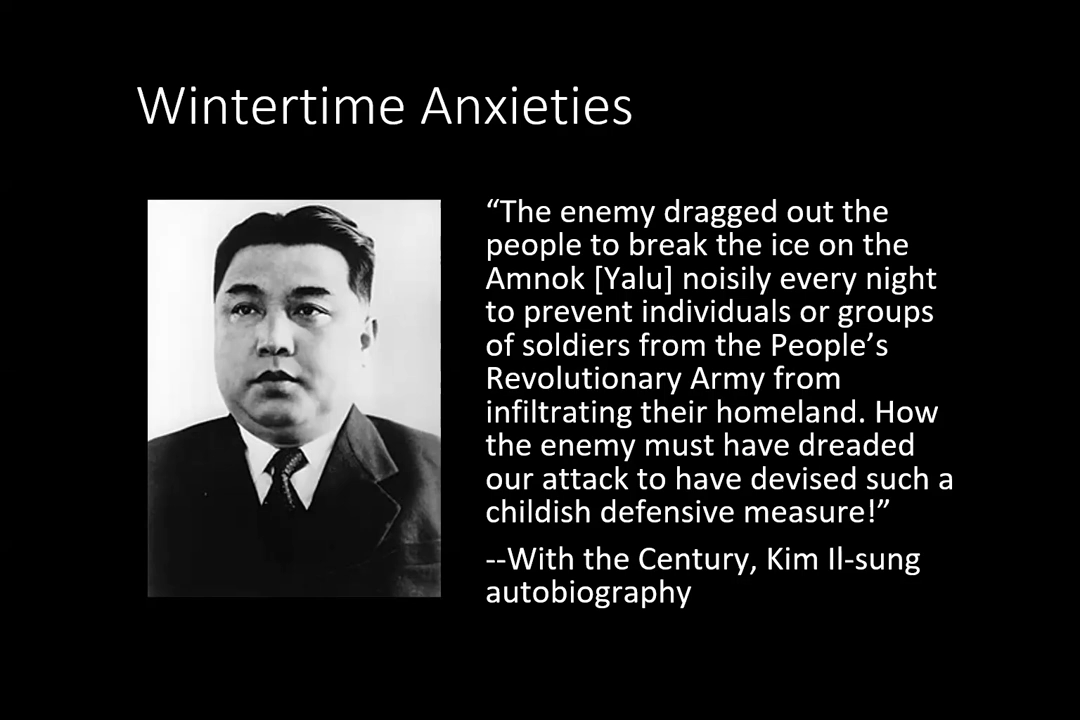 Wintertime Anxieties
“The enemy dragged out the
people to break the ice on the
Amnok [Yalu] noisily every night
to prevent individuals or groups
of soldiers from the People’s
Revolutionary Army from
infiltrating their homeland. How
the enemy must have dreaded
our attack to have devised such a
childish defensive measure!”
--With the Century, Kim Il-sung
autobiography